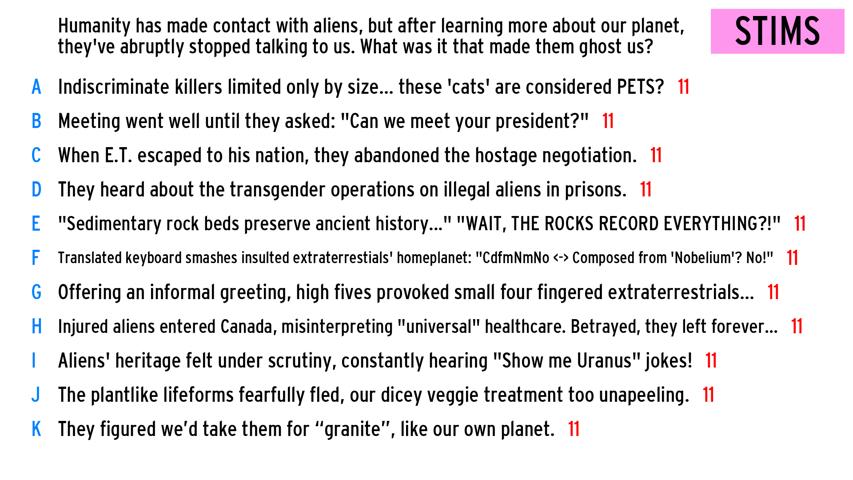 Humanity has made contact with aliens, but after learning more about our planet,
they've abruptly stopped talking to us. What was it that made them ghost us?
STIMS
A Indiscriminate killers limited only by size... these 'cats' are considered PETS? 11
B Meeting went well until they asked: "Can we meet your president?" 11
C When E.T. escaped to his nation, they abandoned the hostage negotiation. 11
D They heard about the transgender operations on illegal aliens in prisons. 11
E "Sedimentary rock beds preserve ancient history..." "WAIT, THE ROCKS RECORD EVERYTHING?!" 11
F Translated keyboard smashes insulted extraterrestials' homeplanet: "CdfmNmNo <-> Composed from 'Nobelium'? No!" 11
G Offering an informal greeting, high fives provoked small four fingered extraterrestrials... 11
H Injured aliens entered Canada, misinterpreting "universal" healthcare. Betrayed, they left forever... 11
I Aliens' heritage felt under scrutiny, constantly hearing "Show me Uranus" jokes! 11
J The plantlike lifeforms fearfully fled, our dicey veggie treatment too unapeeling. 11
K They figured we’d take them for “granite”, like our own planet. 11